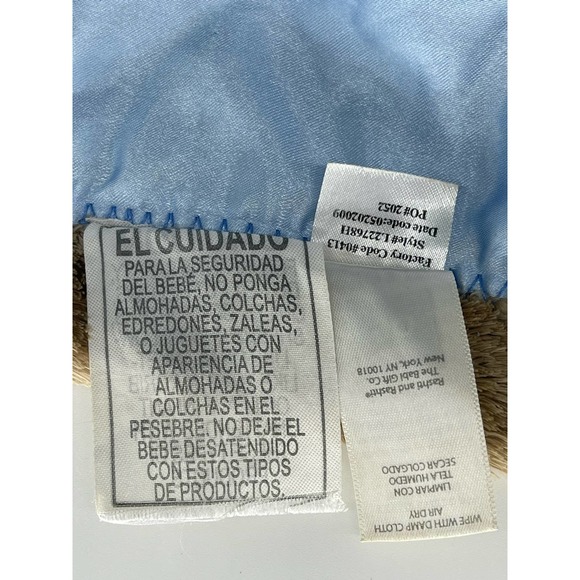 EL CUIDADO
PARA LA SEGURIDAD
DEL BEBÉ, NO PONGA
ALMOHADAS, COLCHAS,
EDREDONES, ZALEAS,
O JUGUETES CON
APARIENCIA DE
ALMOHADAS O
COLCHAS EN EL
PESEBRE. NO DEJE EL
BEBE DESATENDIDO
CON ESTOS TIPOS
DE PRODUCTOS.
Factory Code #0413
Style# L22768H
Date code:05202009
PO# 2052
Rashti and Rashti®
The Babi Gift Co.
New York, NY 10018
WIPE WITH DAMP CLOTH
AIR DRY
LIMPIAR CON
TELA HUMEDO
SECAR COLGADO